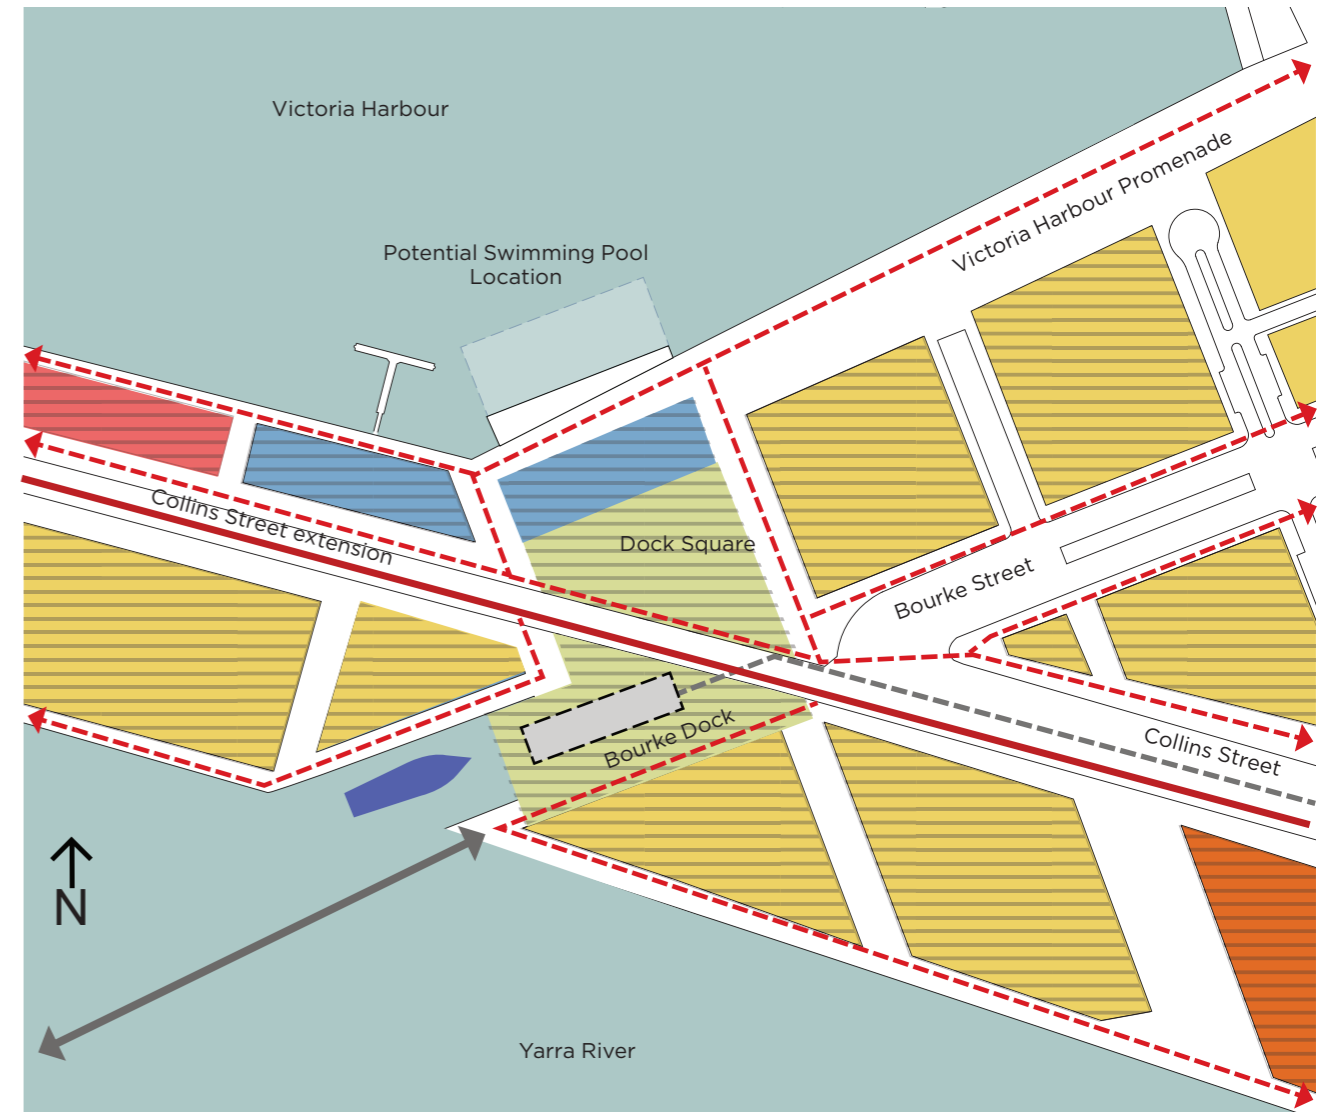 Victoria Harbour
Victoria Harbour Promenade
Potential Swimming Pool
Location
Collins Street extension
Dock Square
Bourke Street
Bourke Dock
Collins Street
N
Yarra River